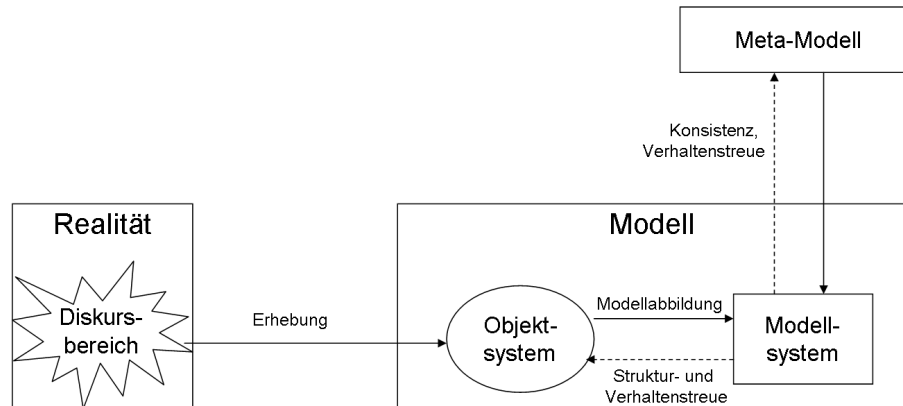 Meta-Modell
Konsistenz,
Verhaltenstreue
Realität
Modell
Diskurs-
bereich
Erhebung
Objekt-
system
Modellabbildung
Modell-
system
Struktur- und
Verhaltenstreue